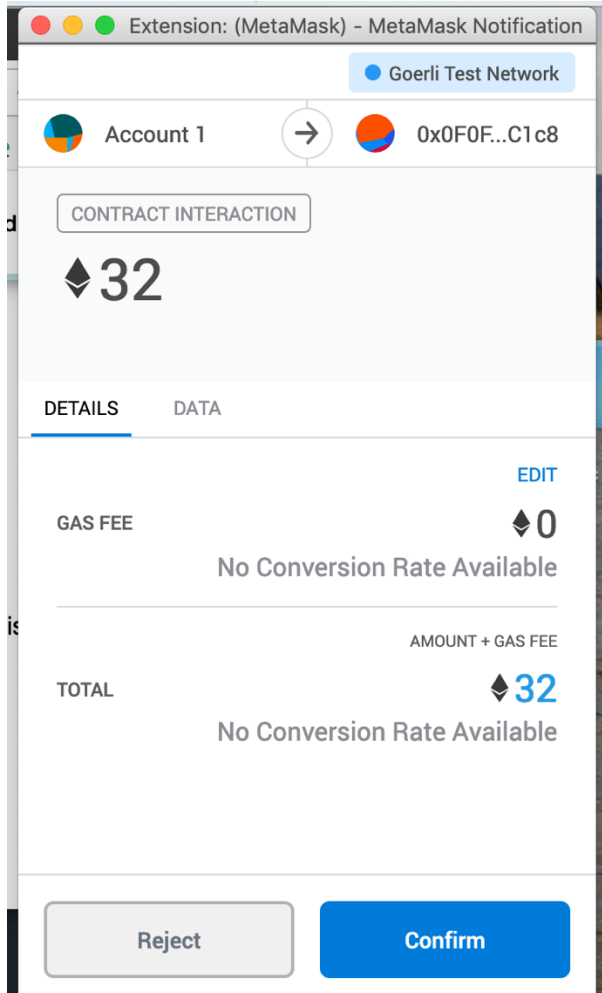 Extension: (MetaMask) - MetaMask Notification
Goerli Test Network
Account 1
0x0F0F...C1c8
CONTRACT INTERACTION
32
DETAILS
DATA
EDIT
GAS FEE
0
No Conversion Rate Available
AMOUNT + GAS FEE
TOTAL
32
No Conversion Rate Available
Reject
Confirm